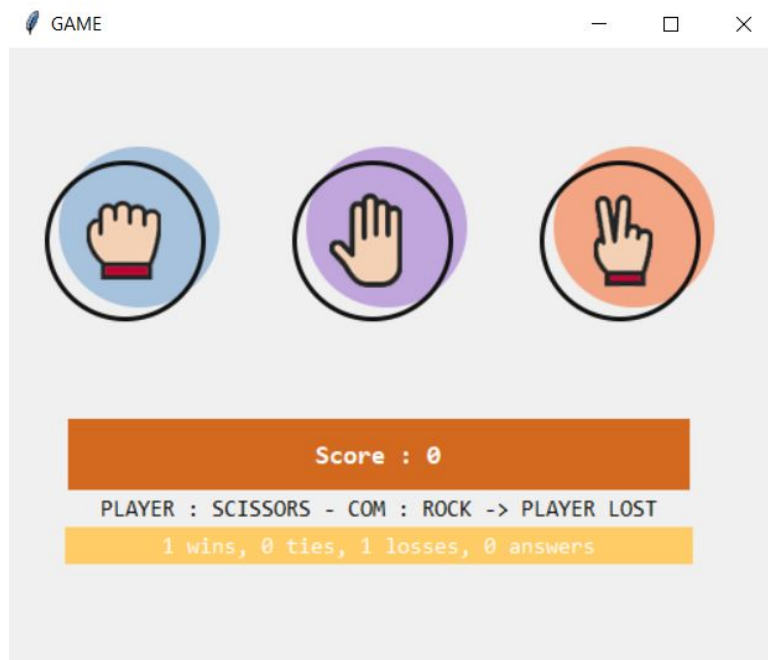 GAME
Score : 0
PLAYER : SCISSORS - COM : ROCK -> PLAYER LOST
1 wins, 0 ties, 1 losses, 0 answers